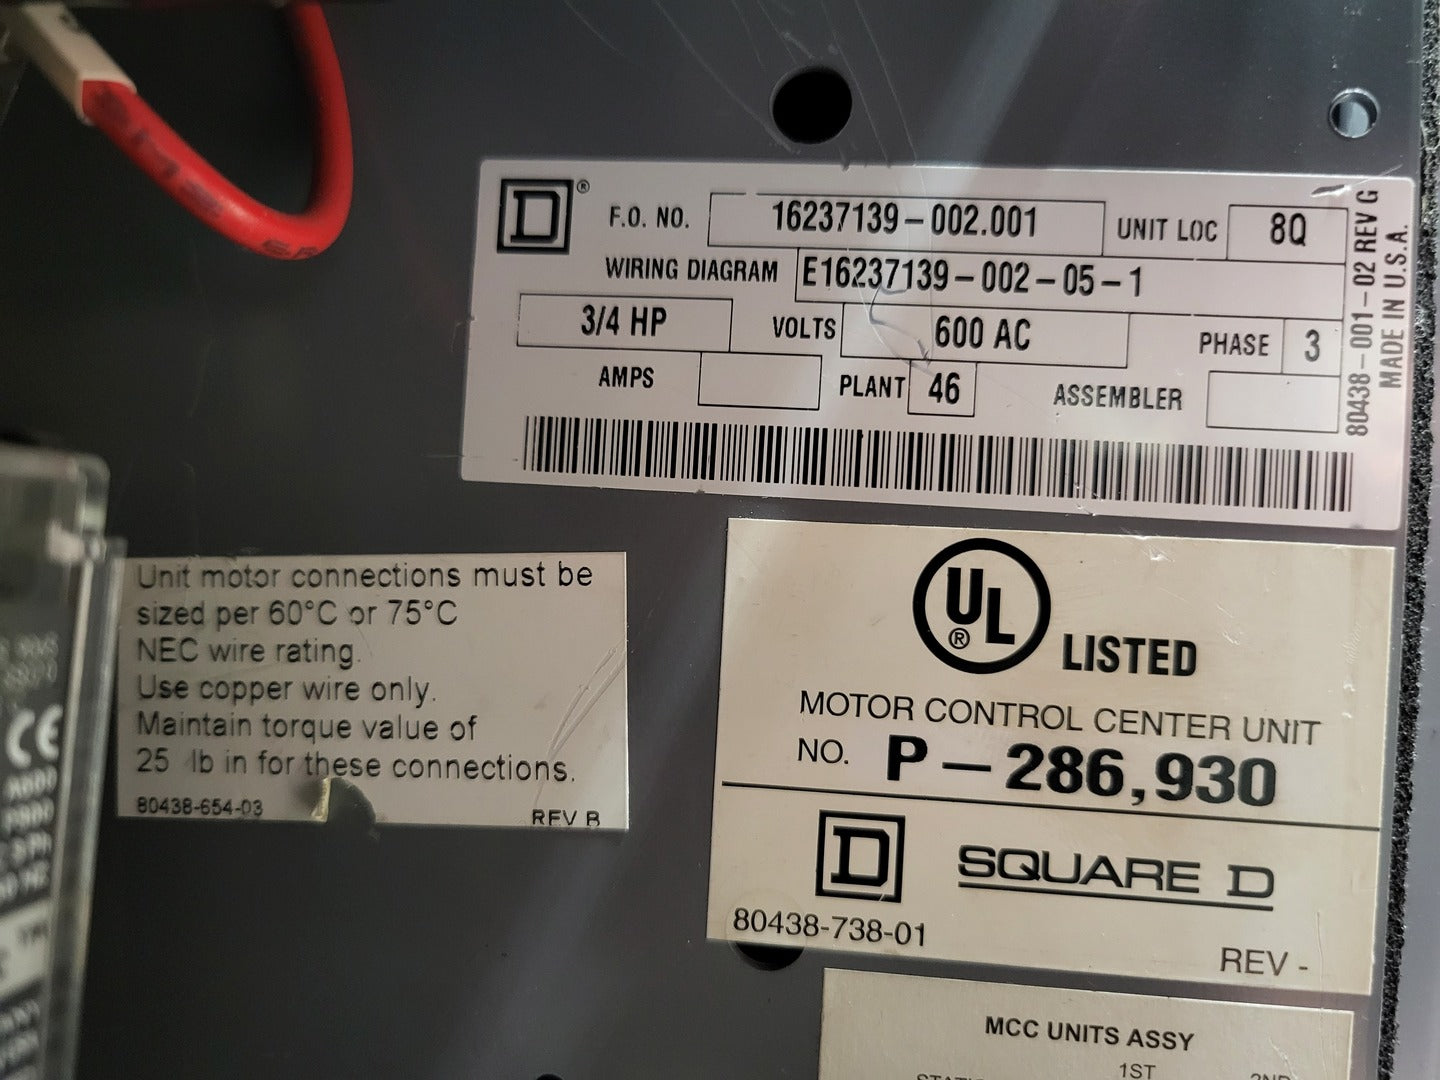 D ®
F.O. NO. 16237139-002.001 UNIT LOC 8Q
WIRING DIAGRAM E16237139-002-05-1
3/4 HP VOLTS 600 AC PHASE 3
AMPS PLANT 46 ASSEMBLER
80438-001-02 REV G
MADE IN U.S.A.
Unit motor connections must be
sized per 60°C or 75°C
NEC wire rating.
Use copper wire only.
Maintain torque value of
25 lb in for these connections.
80438-654-03 REV B
UL ® LISTED
MOTOR CONTROL CENTER UNIT
NO. P-286,930
D SQUARE D
80438-738-01
REV -
MCC UNITS ASSY
1ST
CE